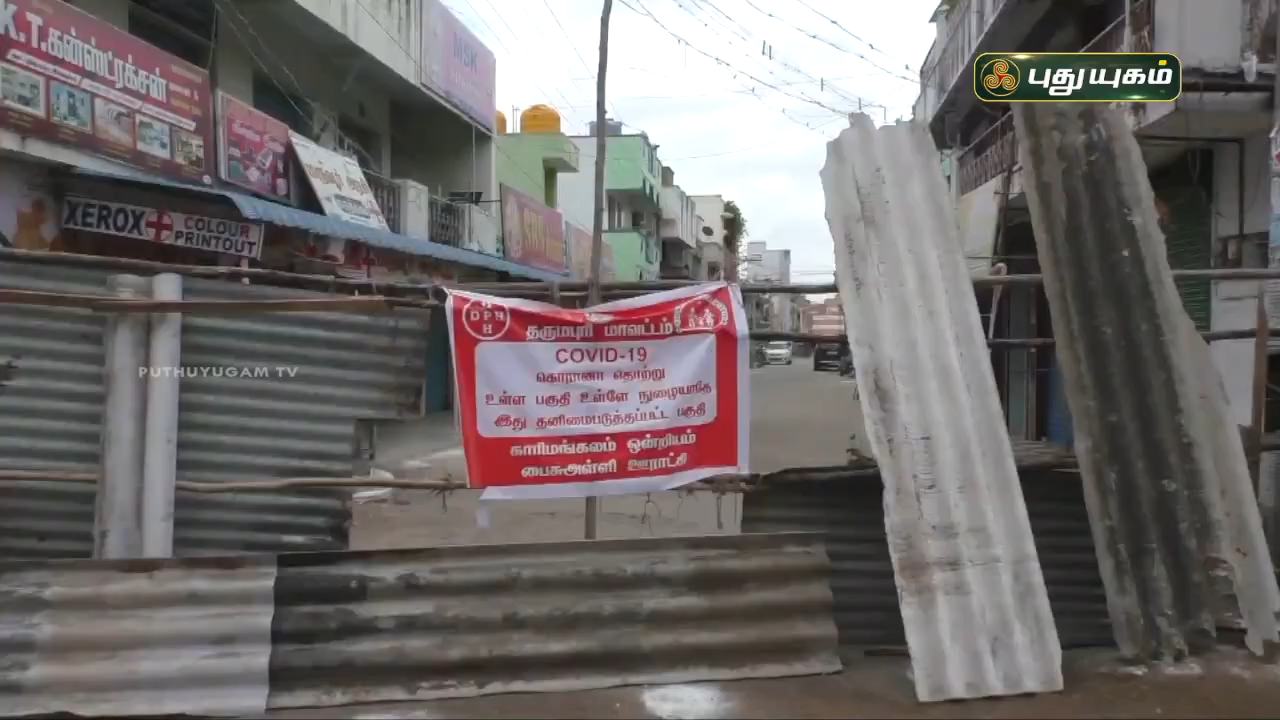 K.T.கன்ஸ்ட்ரக்சன்
MSK
புதுயுகம்
XEROX COLOUR PRINTOUT
PUTHUYUGAM TV
DPH
H
தருமபுரி மாவட்டம்
COVID-19
கொரானா தொற்று
உள்ள பகுதி உள்ளே நுழையாதே
இது தனிமைபடுத்தப்பட்ட பகுதி
காரிமங்கலம் ஒன்றியம்
பைசுஅள்ளி ஊராட்சி